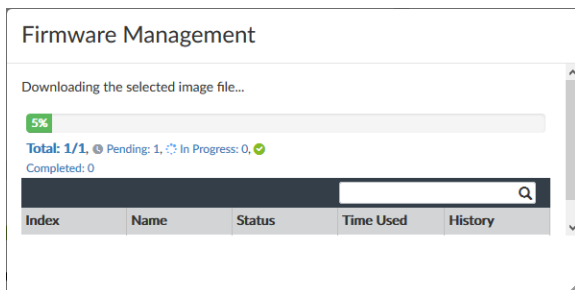 Firmware Management
Downloading the selected image file...
5%
Total: 1/1, Pending: 1, In Progress: 0,
Completed: 0
Index Name Status Time Used History